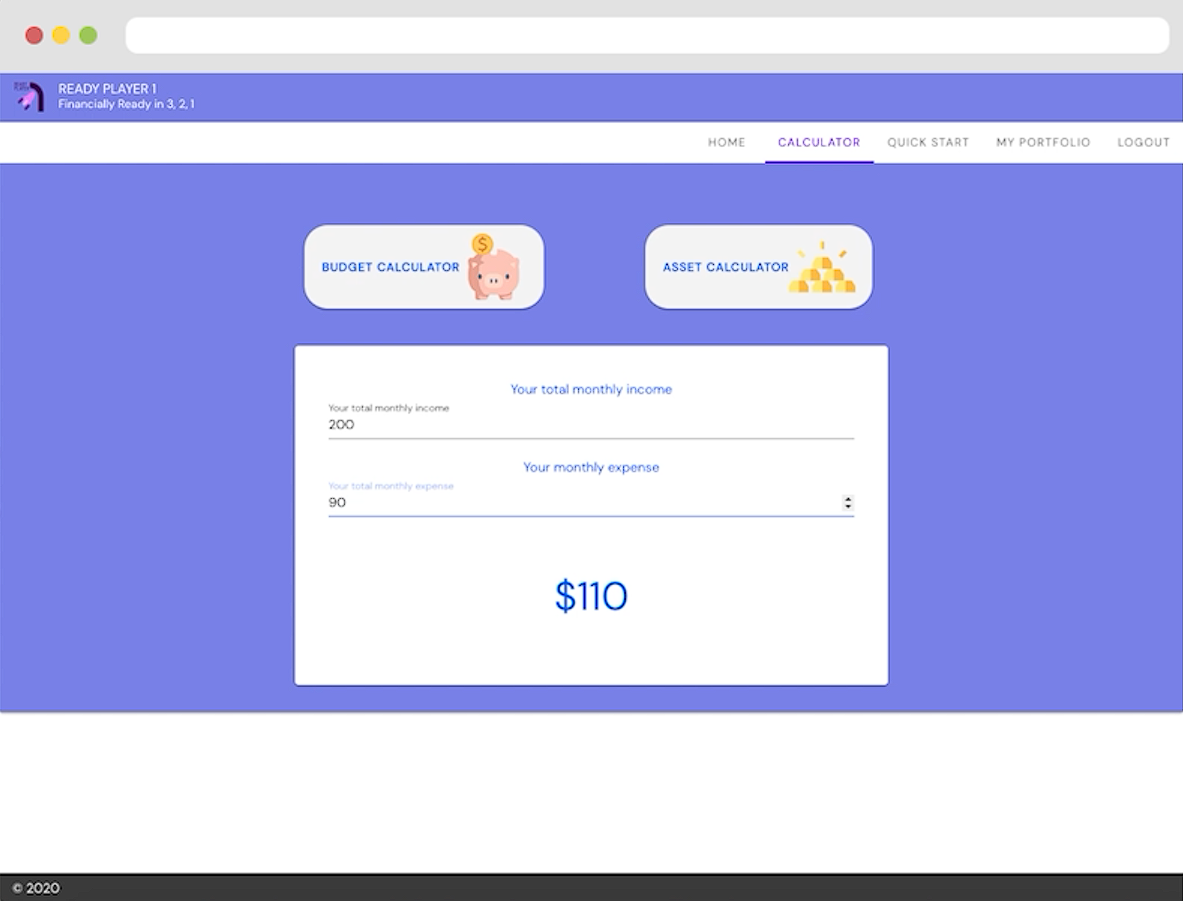 READY PLAYER 1
Financially Ready in 3, 2, 1
HOME CALCULATOR QUICK START MY PORTFOLIO LOGOUT
BUDGET CALCULATOR $ ASSET CALCULATOR
Your total monthly income
Your total monthly income
200
Your monthly expense
Your total monthly expense
90
$110
© 2020